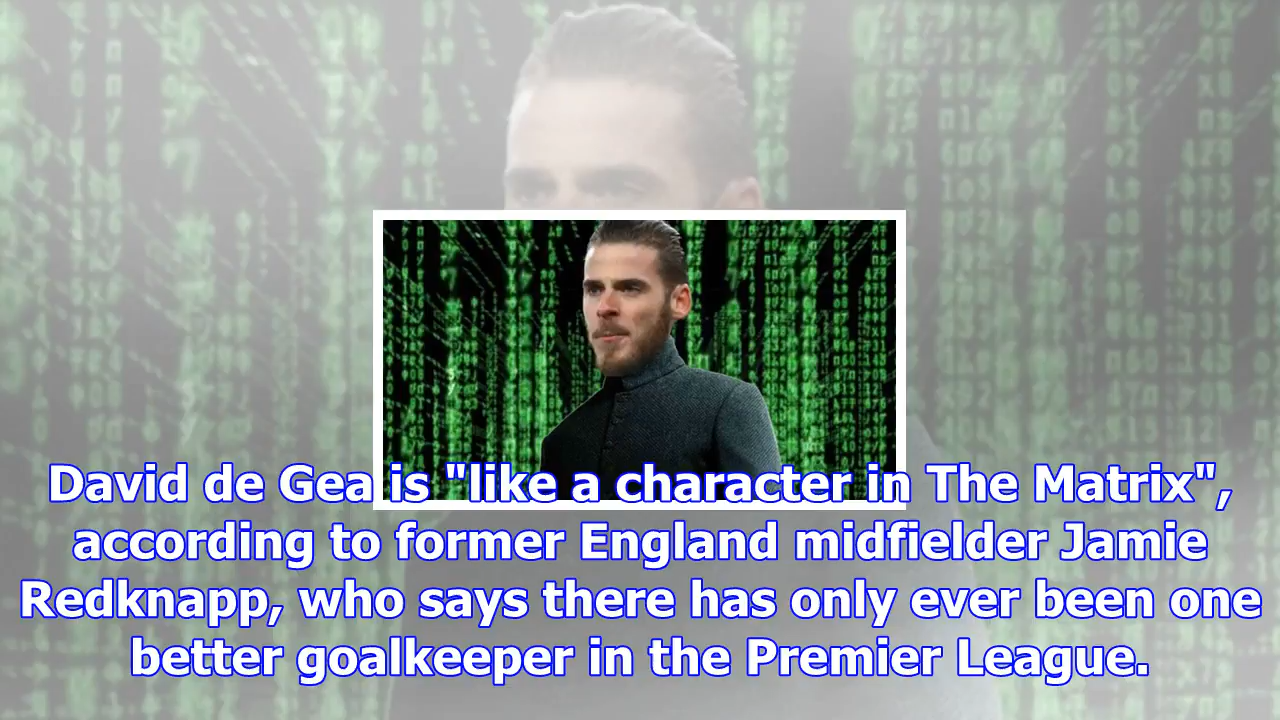 David de Gea is "like a character in The Matrix",
according to former England midfielder Jamie
Redknapp, who says there has only ever been one
better goalkeeper in the Premier League.